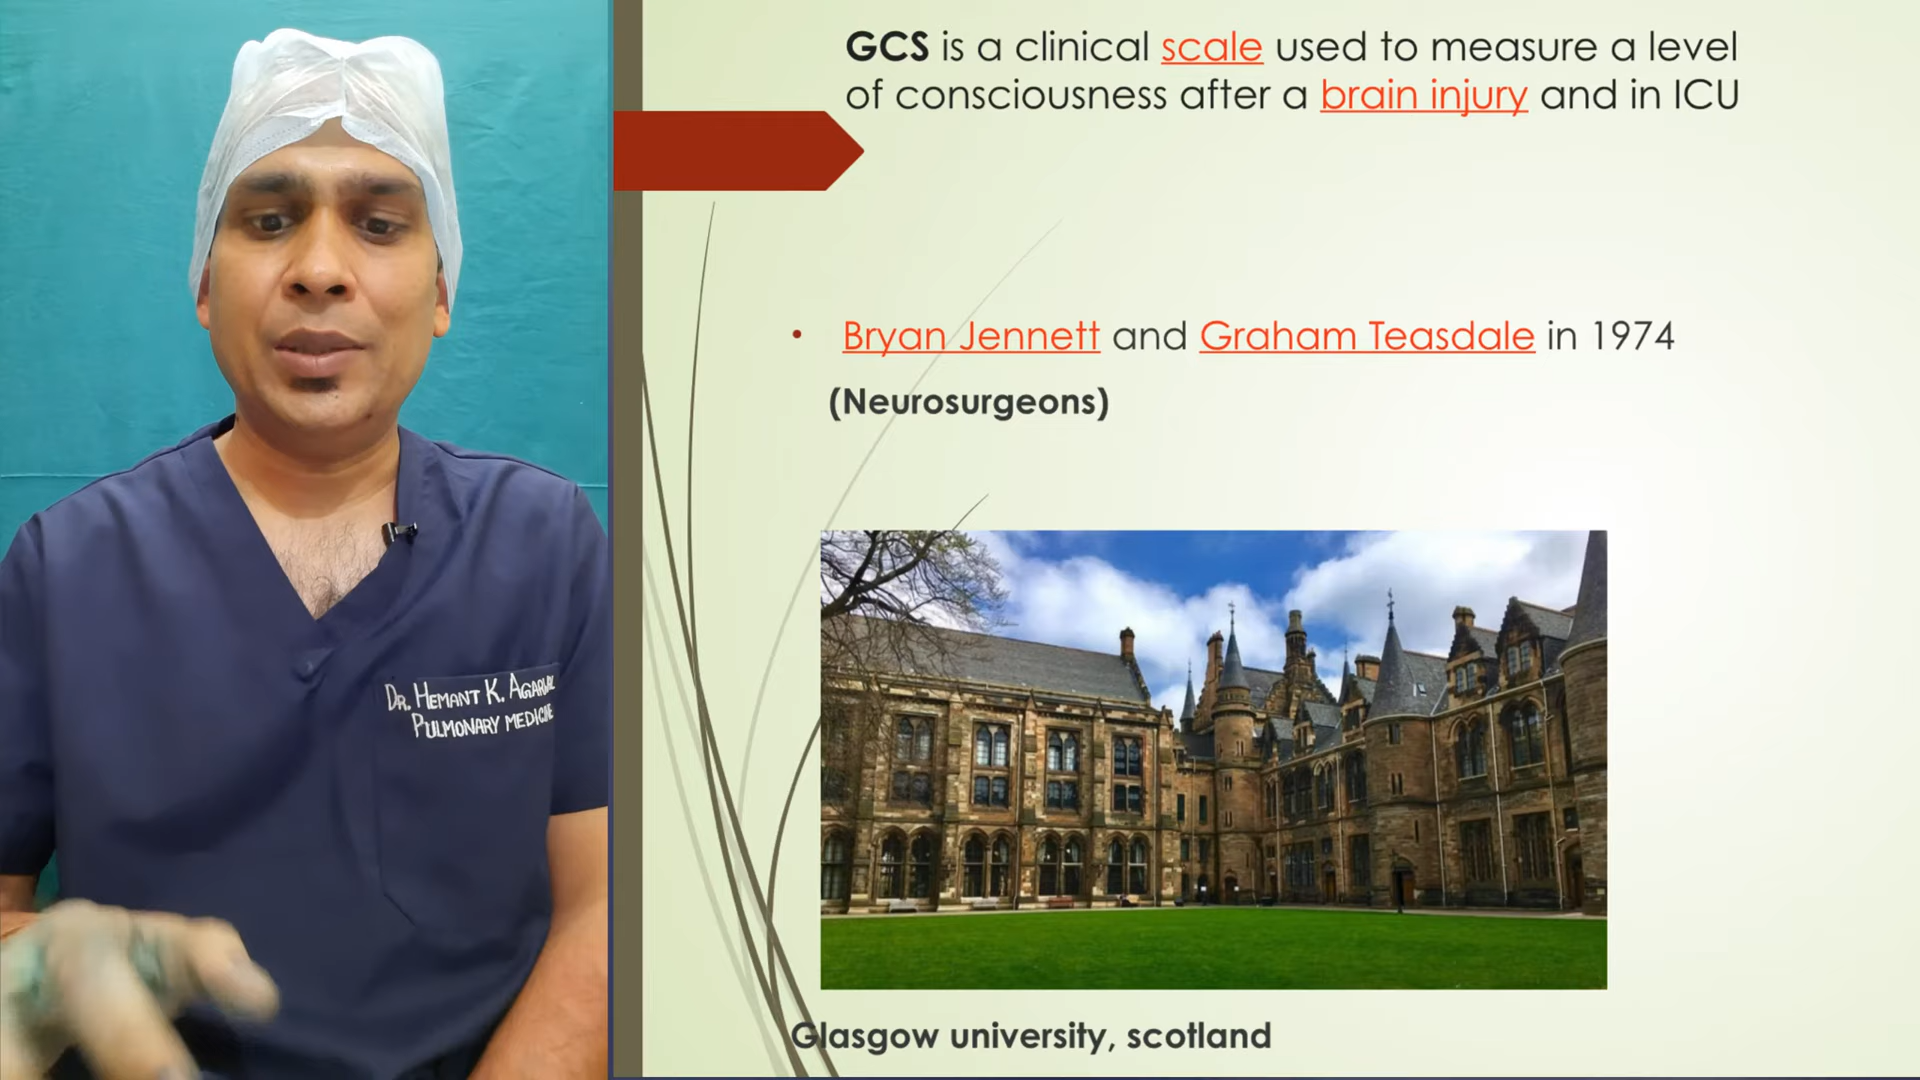 GCS is a clinical scale used to measure a level
of consciousness after a brain injury and in ICU
• Bryan Jennett and Graham Teasdale in 1974
(Neurosurgeons)
Glasgow university, scotland
DR. HEMANT K. AGARWAL
PULMONARY MEDICINE